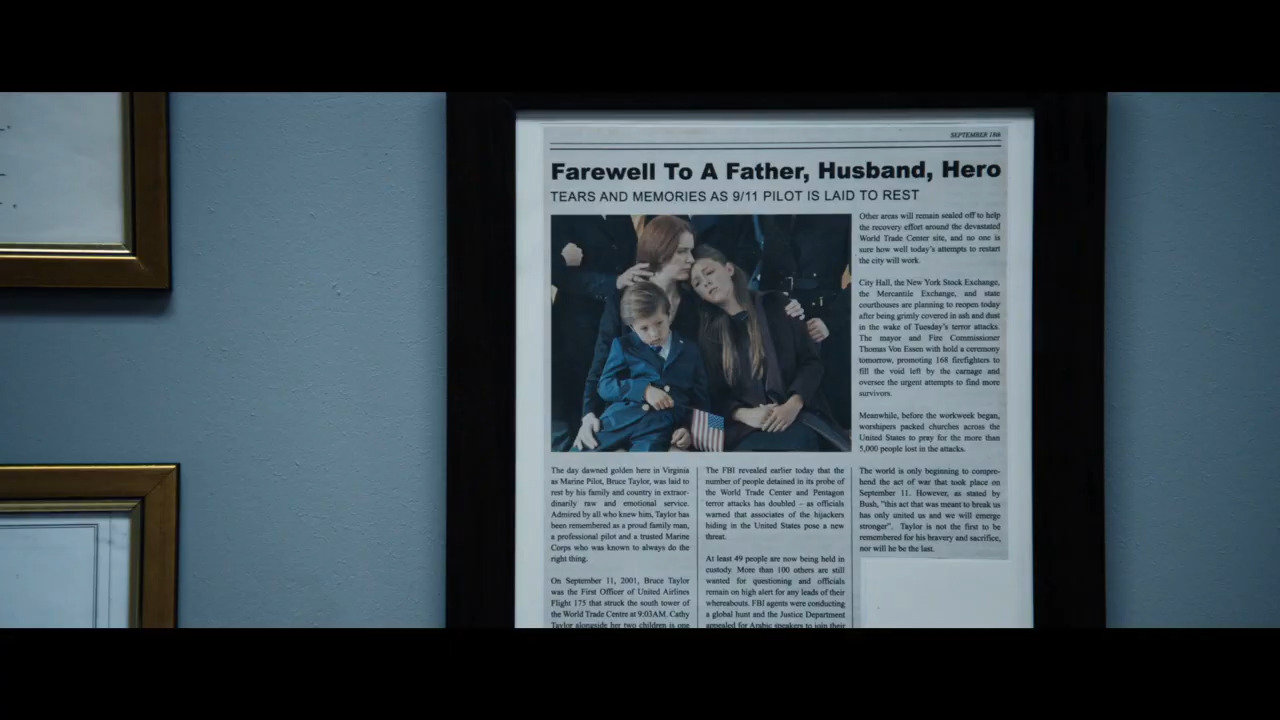 SEPTEMBER 18th
Farewell To A Father, Husband, Hero
TEARS AND MEMORIES AS 9/11 PILOT IS LAID TO REST
The day dawned golden here in Virginia
as Marine Pilot, Bruce Taylor, was laid to
rest by his family and country in extraor-
dinarily raw and emotional service.
Admired by all who knew him, Taylor has
been remembered as a proud family man,
a professional pilot and a trusted Marine
Corps who was known to always do the
right thing.
On September 11, 2001, Bruce Taylor
was the First Officer of United Airlines
Flight 175 that struck the south tower of
the World Trade Centre at 9:03AM. Cathy
Taylor alongside her two children is one
The FBI revealed earlier today that the
number of people detained in its probe of
the World Trade Center and Pentagon
terror attacks has doubled – as officials
warned that associates of the hijackers
hiding in the United States pose a new
threat.
At least 49 people are now being held in
custody. More than 100 others are still
wanted for questioning and officials
remain on high alert for any leads of their
whereabouts. FBI agents were conducting
a global hunt and the Justice Department
appealed for Arabic speakers to join their
Other areas will remain sealed off to help
the recovery effort around the devastated
World Trade Center site, and no one is
sure how well today's attempts to restart
the city will work.
City Hall, the New York Stock Exchange,
the Mercantile Exchange, and state
courthouses are planning to reopen today
after being grimly covered in ash and dust
in the wake of Tuesday's terror attacks.
The mayor and Fire Commissioner
Thomas Von Essen with hold a ceremony
tomorrow, promoting 168 firefighters to
fill the void left by the carnage and
oversee the urgent attempts to find more
survivors.
Meanwhile, before the workweek began,
worshipers packed churches across the
United States to pray for the more than
5,000 people lost in the attacks.
The world is only beginning to compre-
hend the act of war that took place on
September 11. However, as stated by
Bush, "this act that was meant to break us
has only united us and we will emerge
stronger". Taylor is not the first to be
remembered for his bravery and sacrifice,
nor will he be the last.